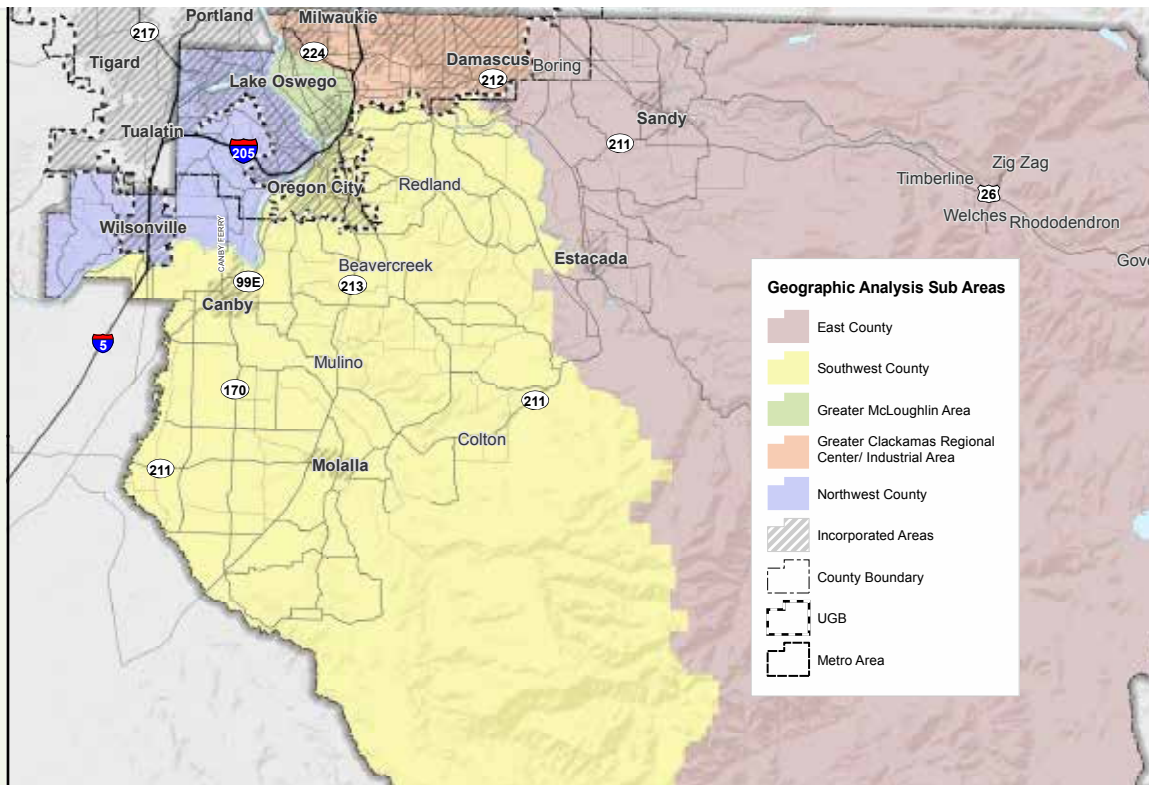 Portland
Milwaukie
217
224
Tigard
Damascus
Boring
Lake Oswego
212
Sandy
Tualatin
211
205
Zig Zag
Oregon City
Redland
Timberline
26
Welches
Rhododendron
Wilsonville
CANBY FERRY
Estacada
Gove
Beavercreek
99E
213
Canby
5
Mulino
170
211
Colton
Molalla
211
Geographic Analysis Sub Areas
East County
Southwest County
Greater McLoughlin Area
Greater Clackamas Regional
Center/ Industrial Area
Northwest County
Incorporated Areas
County Boundary
UGB
Metro Area